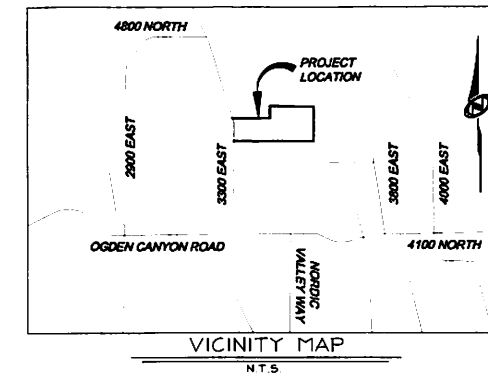 4800 NORTH
PROJECT
LOCATION
2900 EAST
3300 EAST
3800 EAST
4000 EAST
OGDEN CANYON ROAD
4100 NORTH
NORDIC
VALLEY WAY
VICINITY MAP
N.T.S.